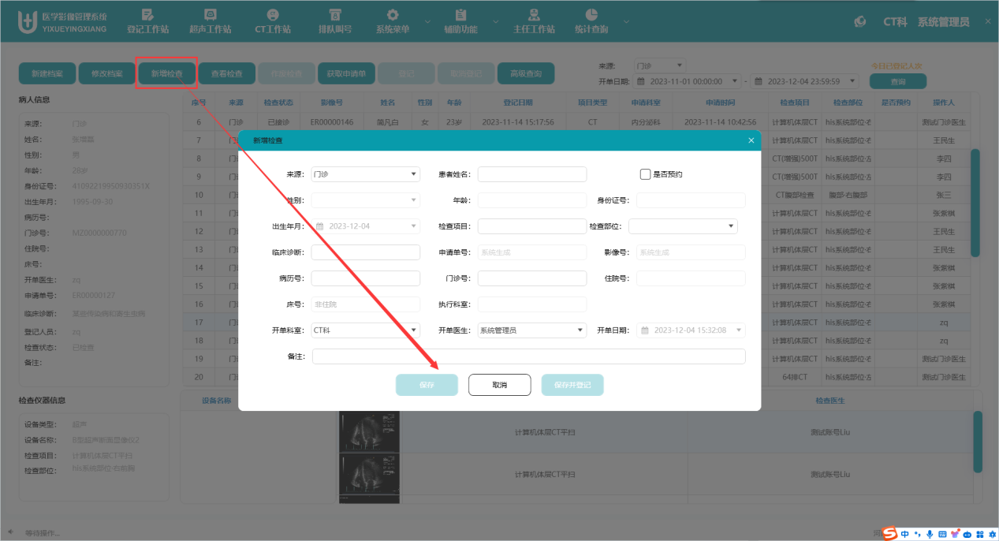 医学影像管理系统
YIXUEYINGXIANG
登记工作站 超声工作站 CT工作站 排队叫号 系统菜单 辅助功能 主任工作站 统计查询
CT科 系统管理员
新建档案 修改档案 新增检查 查看检查 作废检查 获取申请单 登记 取消登记 高级查询
来源: 门诊
今日已登记人次
开单日期: 2023-11-01 00:00:00 - 2023-12-04 23:59:59 查询
病人信息
序号 来源 检查状态 影像号 姓名 性别 年龄 登记日期 项目类型 申请科室 申请时间 检查项目 检查部位 是否预约 操作人
6 门诊 已接诊 ER00000146 简凡白 女 23岁 2023-11-14 15:17:56 CT 内分泌科 2023-11-14 10:42:56 计算机体层CT his系统部位-右 测试门诊医生
7 门 计算机体层CT his系统部位-右 王民生
8 门 CT(增强)500T his系统部位-右 李四
9 门 CT(增强)500T his系统部位-右 李四
10 门 CT腹部检查 腹部-右腹部 张三
11 门 计算机体层CT his系统部位-右 张紫棋
12 门 计算机体层CT his系统部位-右 王民生
13 门 计算机体层CT his系统部位-右 王民生
14 门 计算机体层CT his系统部位-右 张紫棋
15 门 计算机体层CT his系统部位-右 张紫棋
16 门 计算机体层CT his系统部位-右 张紫棋
17 门 计算机体层CT his系统部位-右 zq
18 门 计算机体层CT his系统部位-右 zq
19 门 计算机体层CT his系统部位-右 测试门诊医生
20 门 64排CT his系统部位-左 测试门诊医生
来源: 门诊
姓名:
性别: 男
年龄: 28岁
身份证号: 41092219950930351X
出生年月: 1995-09-30
病历号:
门诊号: MZ0000000770
住院号:
床号:
开单医生: zq
申请单号: ER00000127
临床诊断: 某些传染病和寄生虫病
登记人员: zq
检查状态: 已检查
备注:
新增检查
来源: 门诊 患者姓名: 是否预约
性别: 年龄: 身份证号:
出生年月: 2023-12-04 检查项目: 检查部位:
临床诊断: 申请单号: 系统生成 影像号: 系统生成
病历号: 门诊号: 住院号:
床号: 非住院 执行科室:
开单科室: CT科 开单医生: 系统管理员 开单日期: 2023-12-04 15:32:08
备注:
保存 取消 保存并登记
检查仪器信息
设备名称 检查医生
设备类型: 超声
设备名称: B型超声断面显像仪2
检查项目: 计算机体层CT平扫
检查部位: his系统部位-右前胸
计算机体层CT平扫 测试账号Liu
计算机体层CT平扫 测试账号Liu
等待操作...
河
中